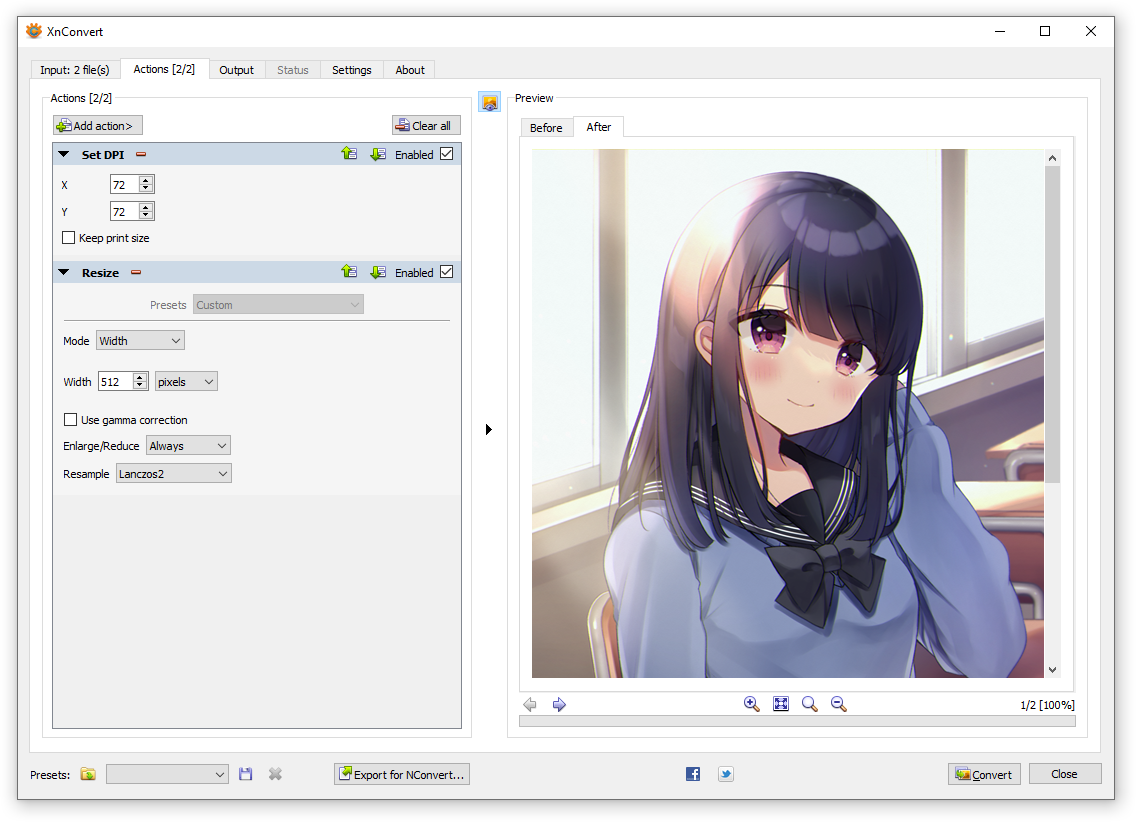 XnConvert
Input: 2 file(s)
Actions [2/2]
Output
Status
Settings
About
Actions [2/2]
Add action>
Clear all
Set DPI
Enabled
X
72
Y
72
Keep print size
Resize
Enabled
Presets
Custom
Mode
Width
Width
512
pixels
Use gamma correction
Enlarge/Reduce
Always
Resample
Lanczos2
Preview
Before
After
1/2 [100%]
Presets:
Export for NConvert...
Convert
Close